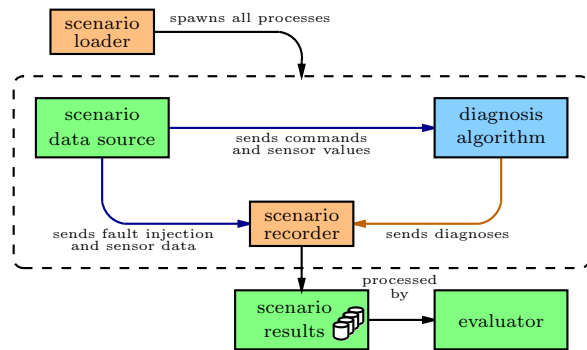 scenario
loader
spawns all processes
scenario
data source
sends commands
and sensor values
diagnosis
algorithm
sends fault injection
and sensor data
scenario
recorder
sends diagnoses
scenario
results
processed
by
evaluator